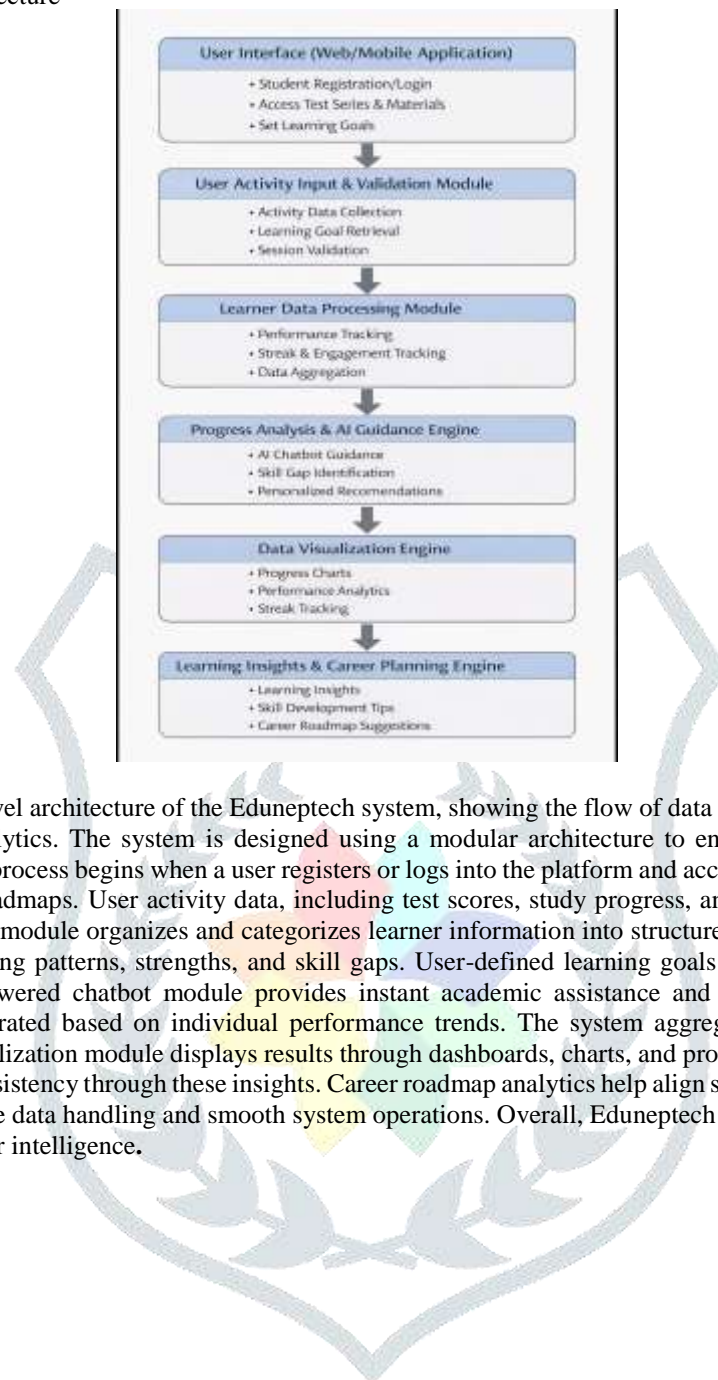 ecture
User Interface (Web/Mobile Application)
• Student Registration/Login
• Access Test Series & Materials
• Set Learning Goals
User Activity Input & Validation Module
• Activity Data Collection
• Learning Goal Retrieval
• Session Validation
Learner Data Processing Module
• Performance Tracking
• Streak & Engagement Tracking
• Data Aggregation
Progress Analysis & AI Guidance Engine
• AI Chatbot Guidance
• Skill Gap Identification
• Personalized Recomendations
Data Visualization Engine
• Progress Charts
• Performance Analytics
• Streak Tracking
Learning Insights & Career Planning Engine
• Learning Insights
• Skill Development Tips
• Career Roadmap Suggestions
vel architecture of the Eduneptech system, showing the flow of data
lytics. The system is designed using a modular architecture to en
process begins when a user registers or logs into the platform and acc
admaps. User activity data, including test scores, study progress, an
module organizes and categorizes learner information into structure
ing patterns, strengths, and skill gaps. User-defined learning goals
wered chatbot module provides instant academic assistance and
rated based on individual performance trends. The system aggreg
lization module displays results through dashboards, charts, and pro
sistency through these insights. Career roadmap analytics help align s
e data handling and smooth system operations. Overall, Eduneptech
r intelligence.